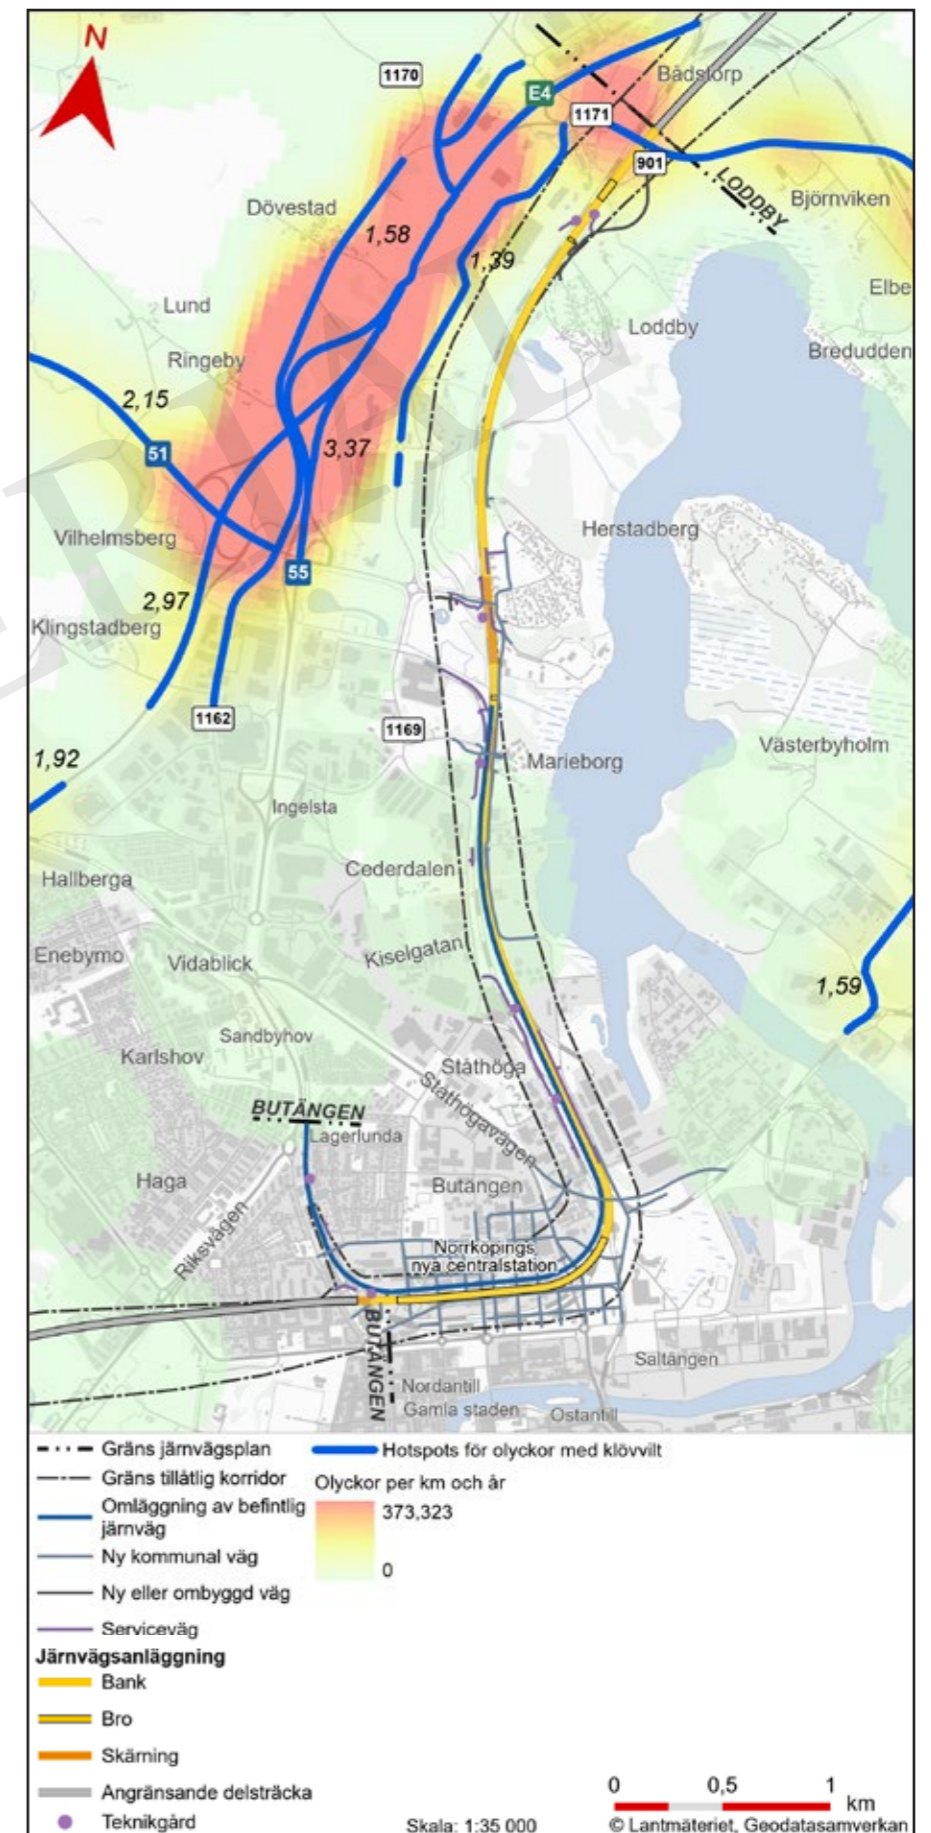 N
1170
E4
Bådstorp
1171
901
LODDBY
Björnviken
Dövestad
1,58
1,39
Elbe
Lund
Loddby
Ringeby
Bredudden
2,15
51
3,37
Herstadberg
Vilhelmsberg
55
2,97
Klingstadberg
1162
1169
1,92
Marieborg
Västerbyholm
Ingelsta
Cederdalen
Hallberga
Kiselgatan
Enebymo
Vidablick
1,59
Sandbyhov
Karlshov
Ståthöga
Ståthögavägen
BUTÄNGEN
Lagerlunda
Haga
Butängen
Riksvägen
Norrköpings
nya centralstation
BUTÄNGEN
Saltängen
Nordantill
Gamla staden
Östantill
Gräns järnvägsplan
Gräns tillåtlig korridor
Omläggning av befintlig
järnväg
Ny kommunal väg
Ny eller ombyggd väg
Serviceväg
Järnvägsanläggning
Bank
Bro
Skärning
Angränsande delsträcka
Teknikgård
Hotspots för olyckor med klövvilt
Olyckor per km och år
373,323
0
0 0,5 1
km
Skala: 1:35 000
© Lantmäteriet, Geodatasamverkan